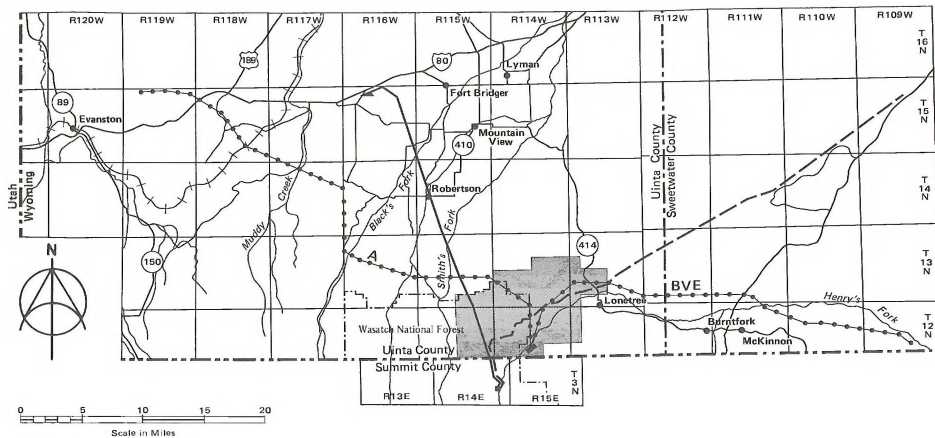 R120W R119W R118W R117W R116W R115W R114W R113W R112W R111W R110W R109W
T 16 N
189
80
Lyman
Fort Bridger
89
Evanston
Mountain View
410
T 15 N
Uinta County
Sweetwater County
Utah
Wyoming
Muddy Creek
Black's Fork
Robertson
Smith's Fork
T 14 N
N
150
A
414
T 13 N
BVE
Lonetree
Henry's Fork
Wasatch National Forest
Burntfork
McKinnon
T 12 N
Uinta County
Summit County
R13E R14E R15E
T 3 N
0 5 10 15 20
Scale in Miles